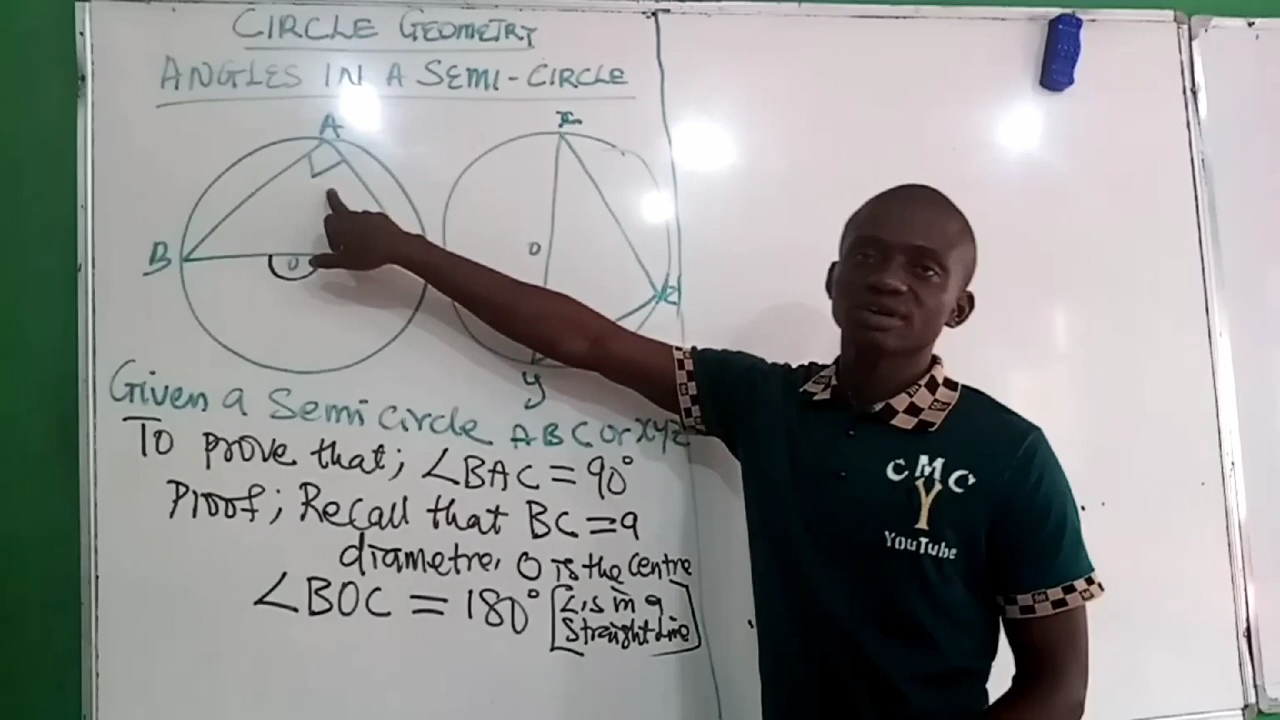 CIRCLE GEOMETRY
ANGLES IN A SEMI-CIRCLE
A
B
O
x
O
y
Z
Given a Semi circle ABC or XYZ
To prove that; ∠BAC = 90°
Proof; Recall that BC = a
diametre, O is the centre
∠BOC = 180° [∠,s in a
Straight Line]
CMC
Y
YouTube